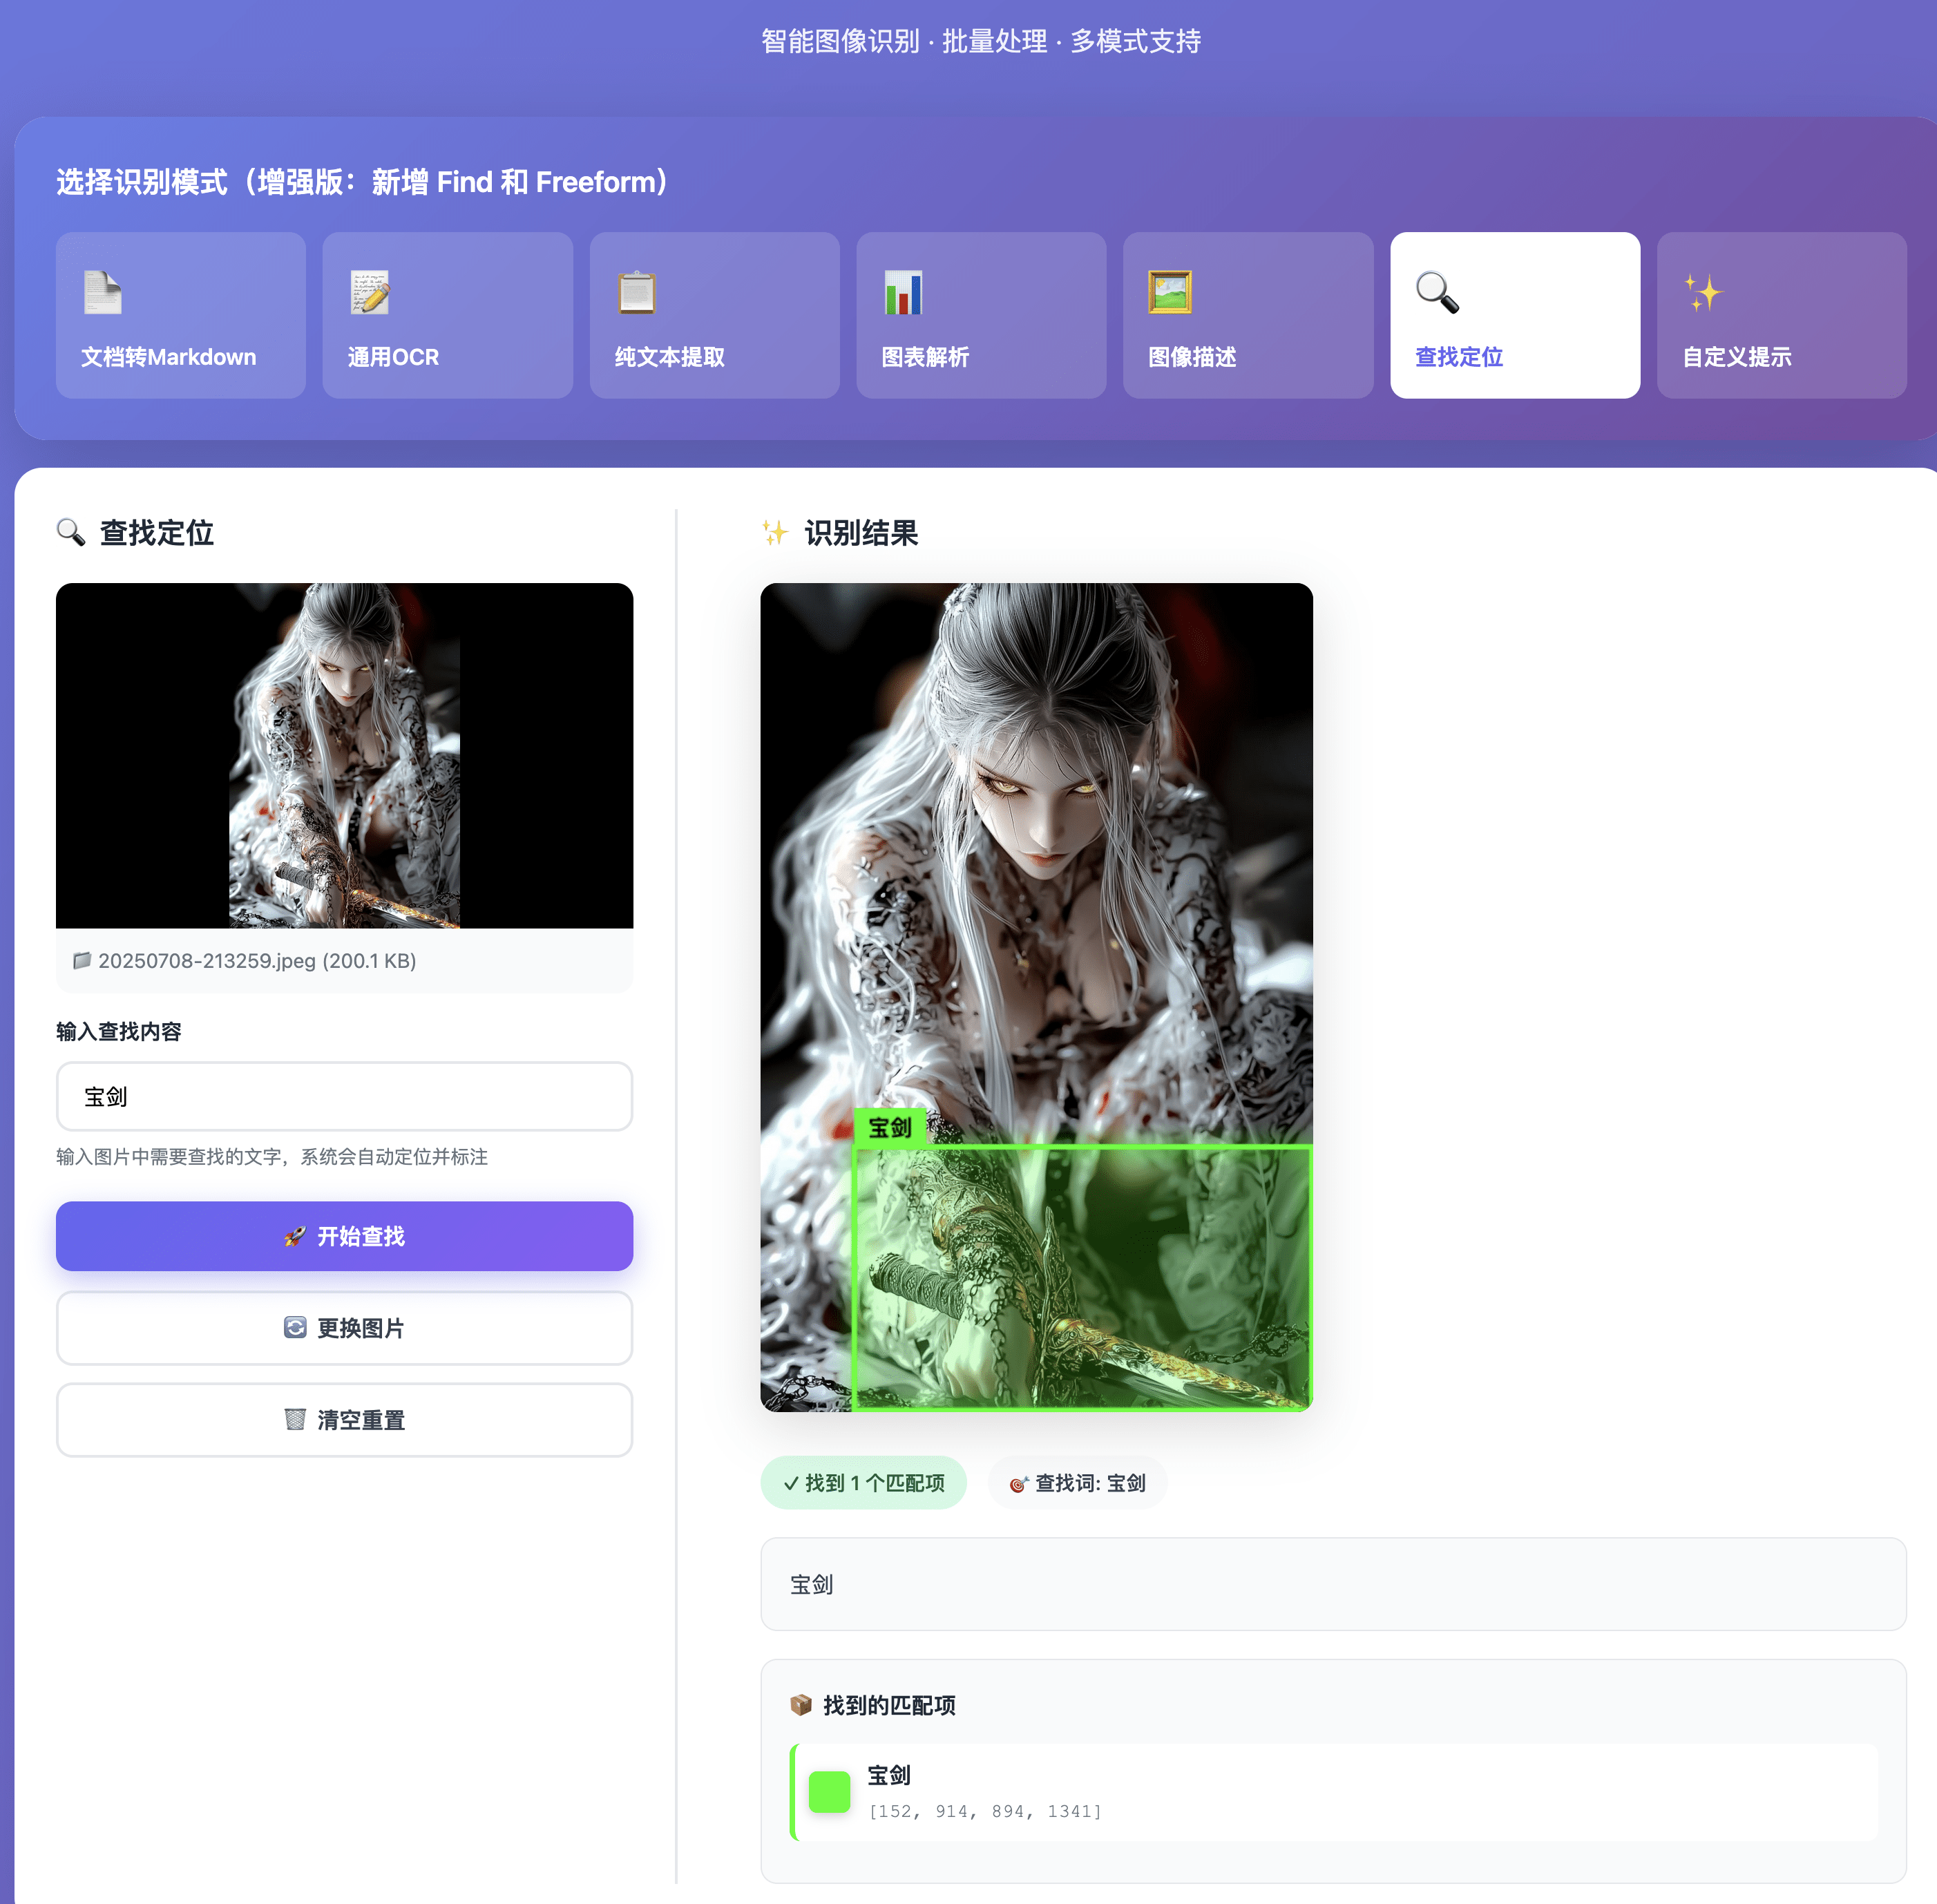 智能图像识别 · 批量处理 · 多模式支持
选择识别模式（增强版：新增 Find 和 Freeform）
文档转Markdown
通用OCR
纯文本提取
图表解析
图像描述
查找定位
自定义提示
查找定位
20250708-213259.jpeg (200.1 KB)
输入查找内容
宝剑
输入图片中需要查找的文字，系统会自动定位并标注
开始查找
更换图片
清空重置
识别结果
宝剑
✓ 找到 1 个匹配项
查找词: 宝剑
宝剑
找到的匹配项
宝剑
[152, 914, 894, 1341]